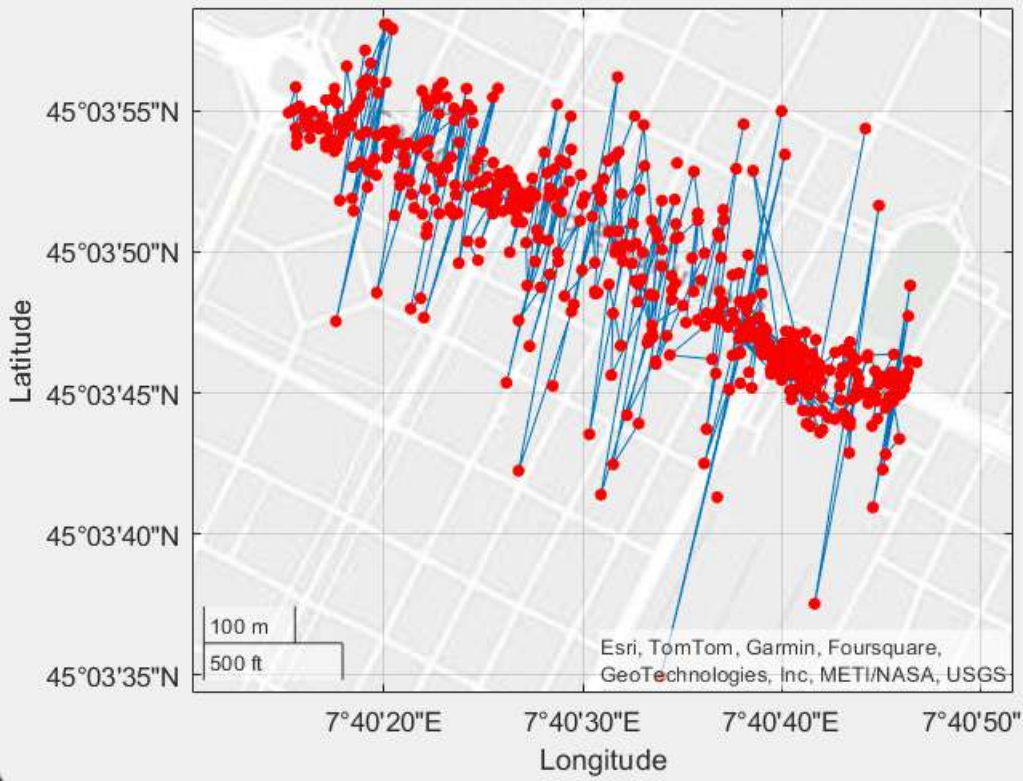 45°03'55"N
45°03'50"N
45°03'45"N
45°03'40"N
45°03'35"N
Latitude
100 m
500 ft
Esri, TomTom, Garmin, Foursquare,
GeoTechnologies, Inc, METI/NASA, USGS
7°40'20"E
7°40'30"E
7°40'40"E
7°40'50"
Longitude